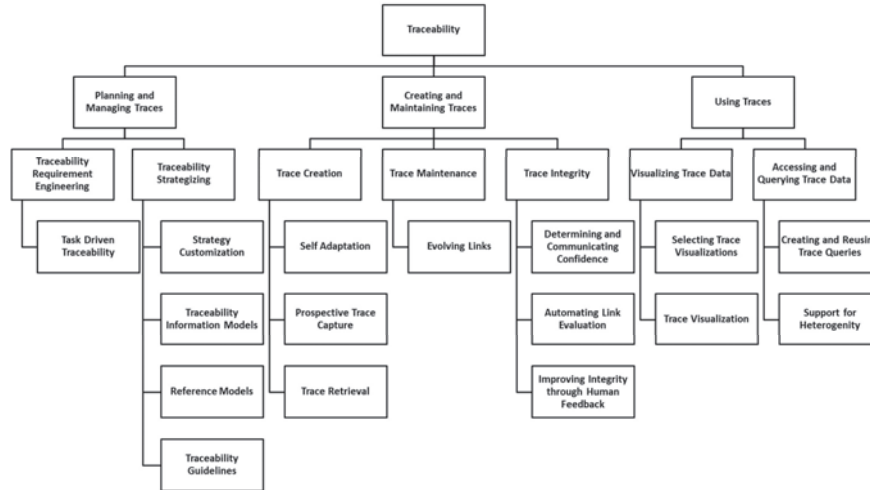 Traceability
Planning and
Managing Traces
Creating and
Maintaining Traces
Using Traces
Traceability
Requirement
Engineering
Traceability
Strategizing
Trace Creation
Trace Maintenance
Trace Integrity
Visualizing Trace Data
Accessing and
Querying Trace Data
Task Driven
Traceability
Strategy
Customization
Self Adaptation
Evolving Links
Determining and
Communicating
Confidence
Selecting Trace
Visualizations
Creating and Reusin
Trace Queries
Traceability
Information Models
Prospective Trace
Capture
Automating Link
Evaluation
Trace Visualization
Support for
Heterogenity
Reference Models
Trace Retrieval
Improving Integrity
through Human
Feedback
Traceability
Guidelines